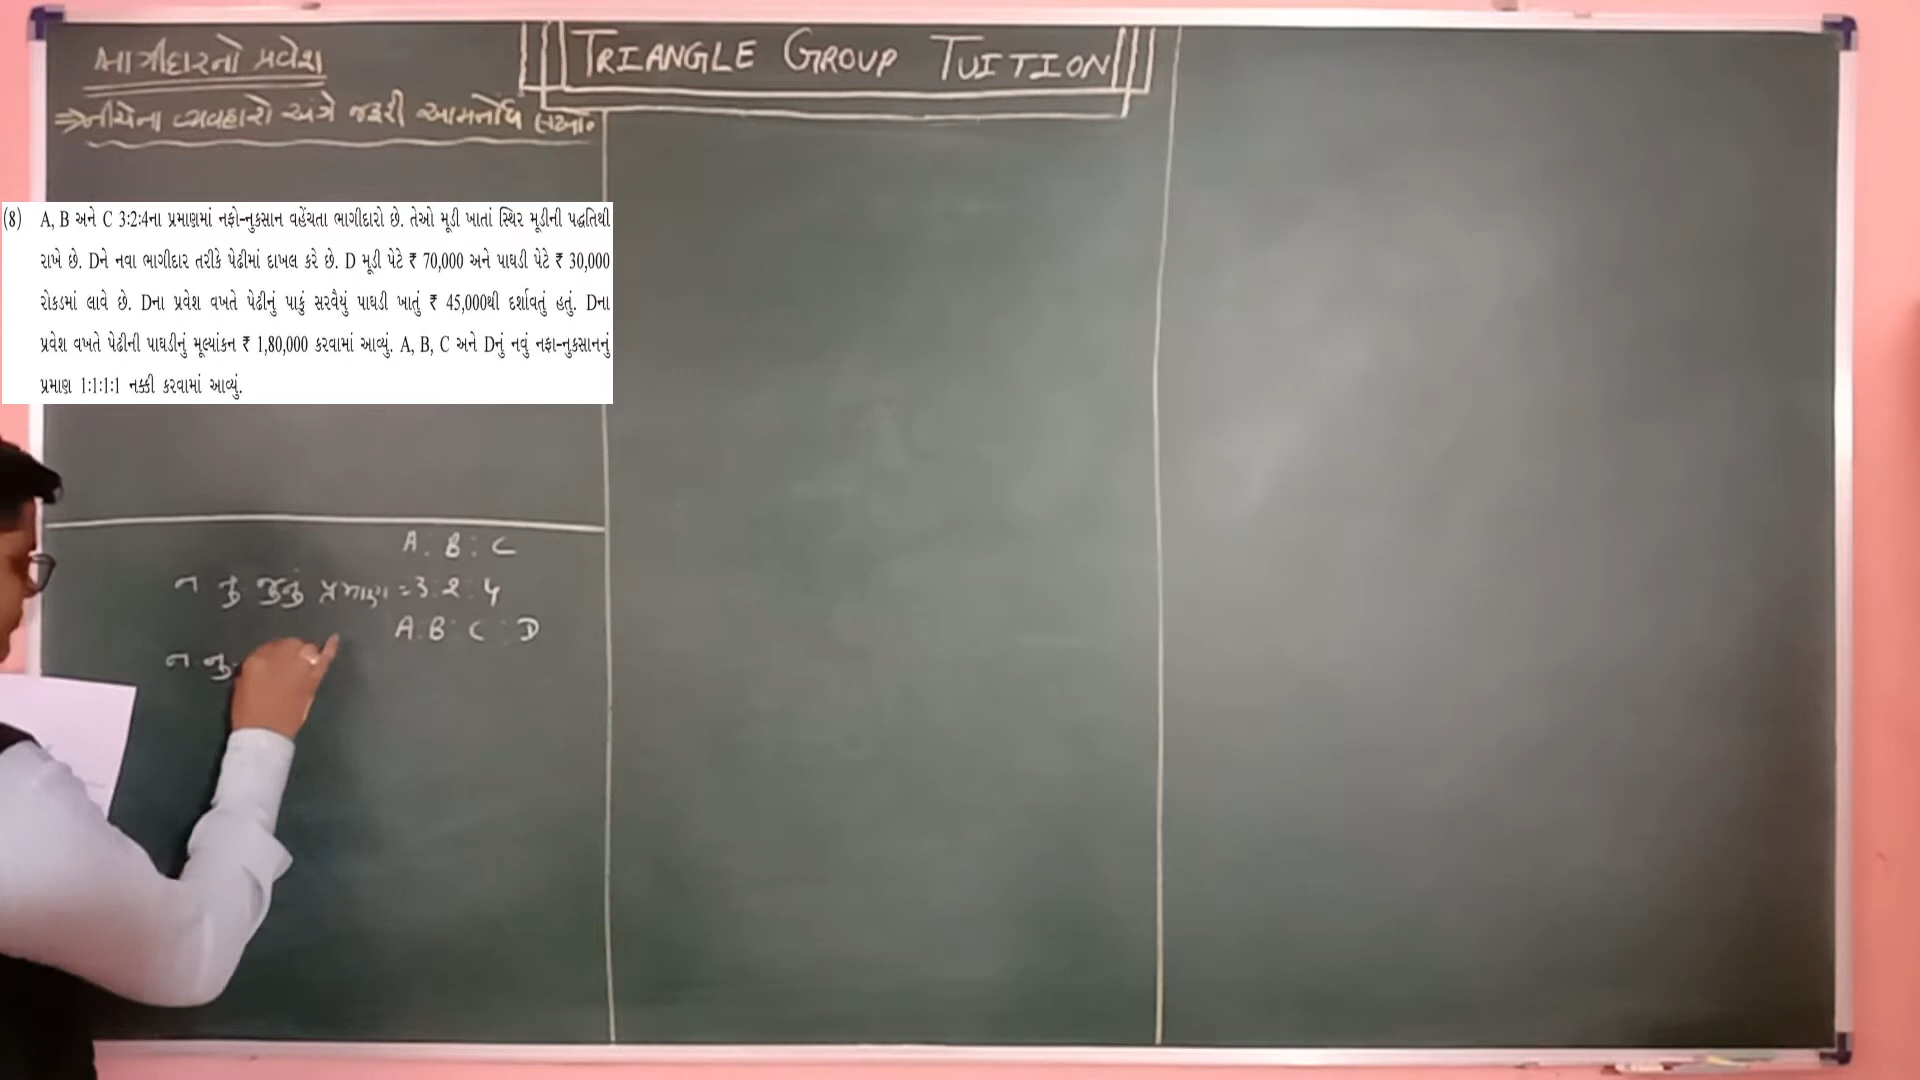 ભાગીદારનો પ્રવેશ
TRIANGLE GROUP TUITION
⇒ નીચેના વ્યવહારો અંગે જરૂરી આમનોંધ લખો.
(8) A, B અને C 3:2:4ના પ્રમાણમાં નફો-નુકસાન વહેંચતા ભાગીદારો છે. તેઓ મૂડી ખાતાં સ્થિર મૂડીની પદ્ધતિથી
રાખે છે. Dને નવા ભાગીદાર તરીકે પેઢીમાં દાખલ કરે છે. D મૂડી પેટે ₹ 70,000 અને પાઘડી પેટે ₹ 30,000
રોકડમાં લાવે છે. Dના પ્રવેશ વખતે પેઢીનું પાકું સરવૈયું પાઘડી ખાતું ₹ 45,000થી દર્શાવતું હતું. Dના
પ્રવેશ વખતે પેઢીની પાઘડીનું મૂલ્યાંકન ₹ 1,80,000 કરવામાં આવ્યું. A, B, C અને Dનું નવું નફા-નુકસાનનું
પ્રમાણ 1:1:1:1 નક્કી કરવામાં આવ્યું.
A : B : C
ન નુ જુનું પ્રમાણ = 3 : 2 : 4
A : B : C : D
ન નુ.